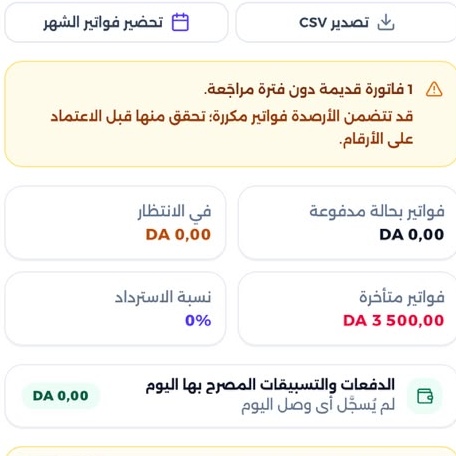 تصدير CSV
تحضير فواتير الشهر
1 فاتورة قديمة دون فترة مراجَعة.
قد تتضمن الأرصدة فواتير مكررة؛ تحقق منها قبل الاعتماد
على الأرقام.
فواتير بحالة مدفوعة
DA 0,00
في الانتظار
DA 0,00
فواتير متأخرة
DA 3 500,00
نسبة الاسترداد
0%
الدفعات والتسبيقات المصرح بها اليوم
لم يُسجَّل أي وصل اليوم
DA 0,00